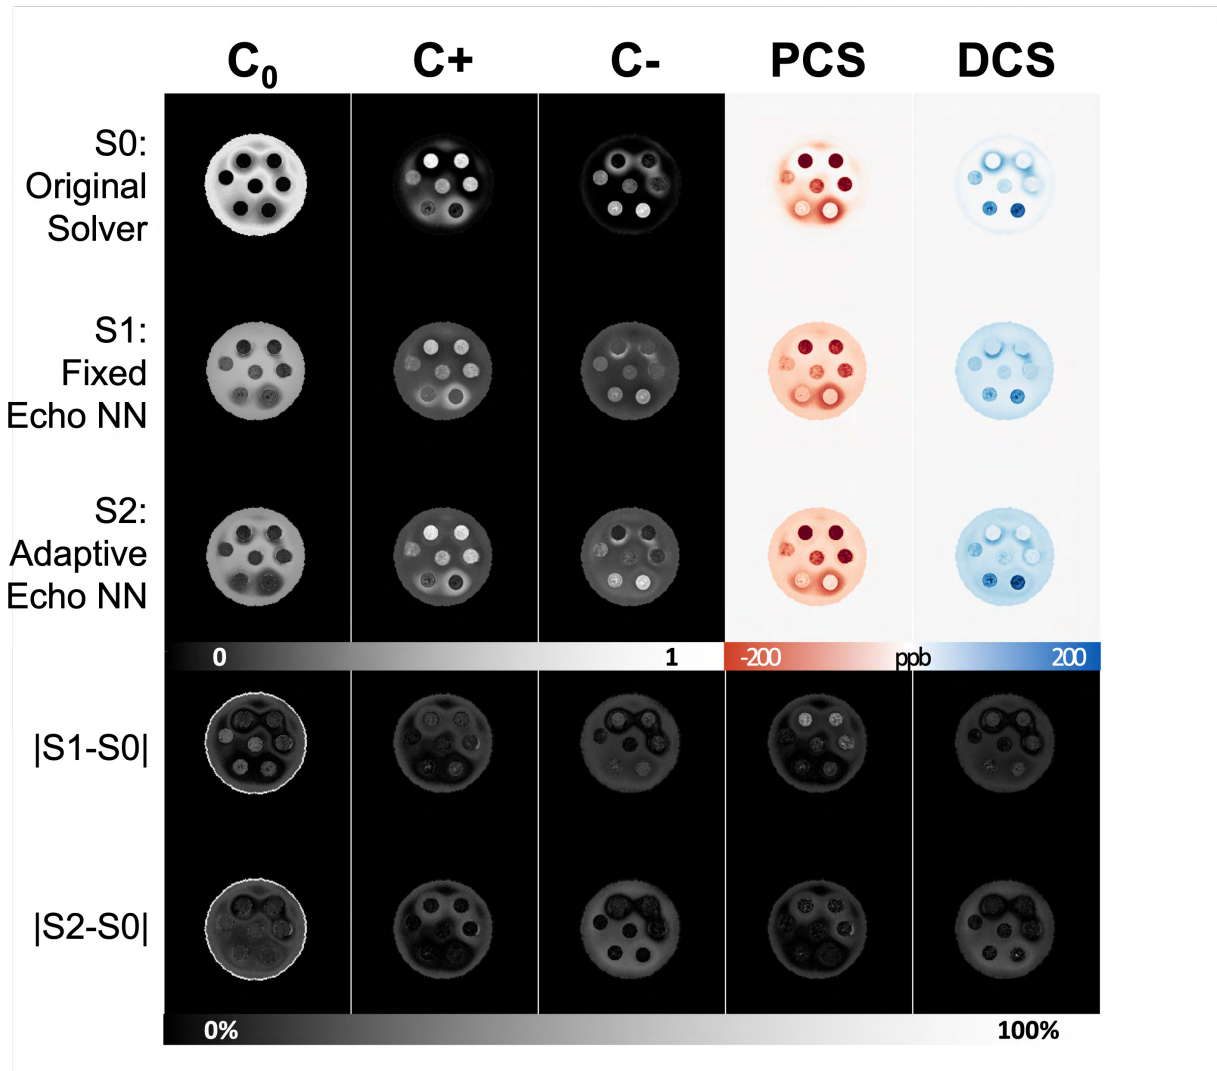 C₀ C+ C- PCS DCS
S0:
Original
Solver
S1:
Fixed
Echo NN
S2:
Adaptive
Echo NN
0 1 -200 ppb 200
|S1-S0|
|S2-S0|
0% 100%